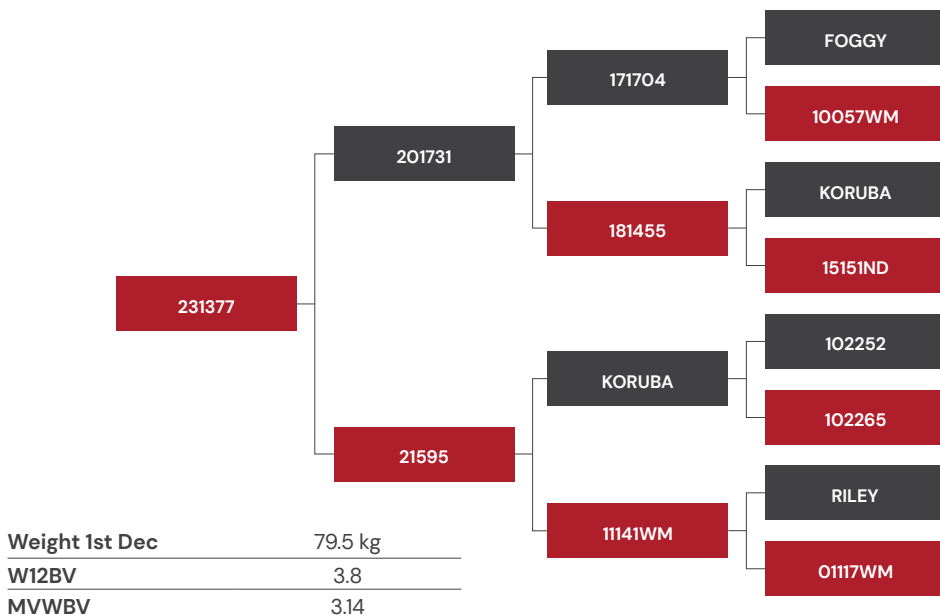 FOGGY
171704
10057WM
201731
KORUBA
181455
15151ND
231377
102252
KORUBA
102265
21595
RILEY
11141WM
01117WM
Weight 1st Dec 79.5 kg
W12BV 3.8
MVWBV 3.14